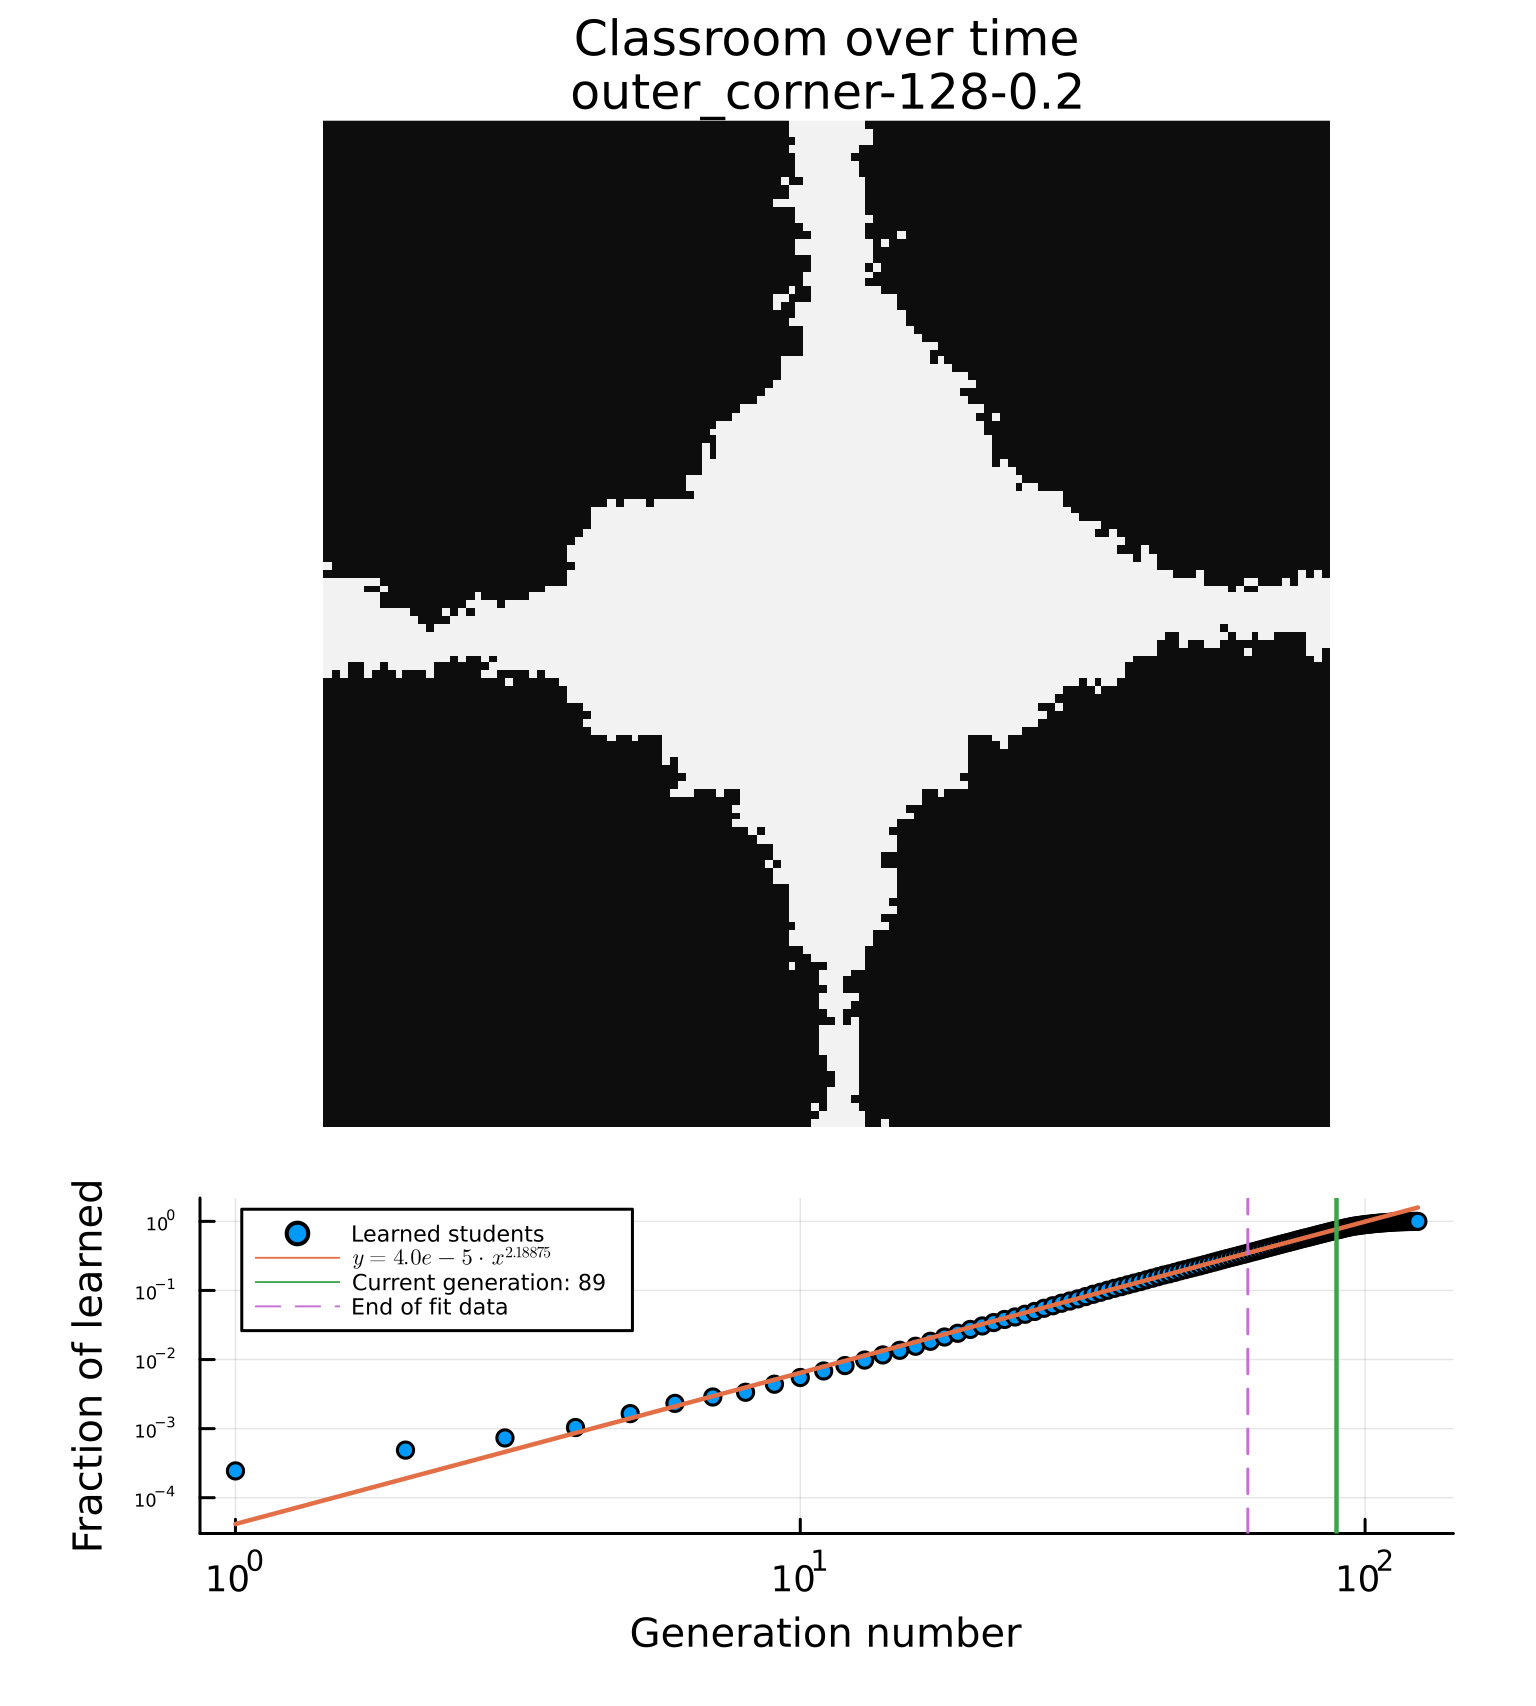 Classroom over time
outer_corner-128-0.2
Fraction of learned
10^0
10^-1
10^-2
10^-3
10^-4
Learned students
y = 4.0e − 5 · x^2.18875
Current generation: 89
End of fit data
10^0 10^1 10^2
Generation number